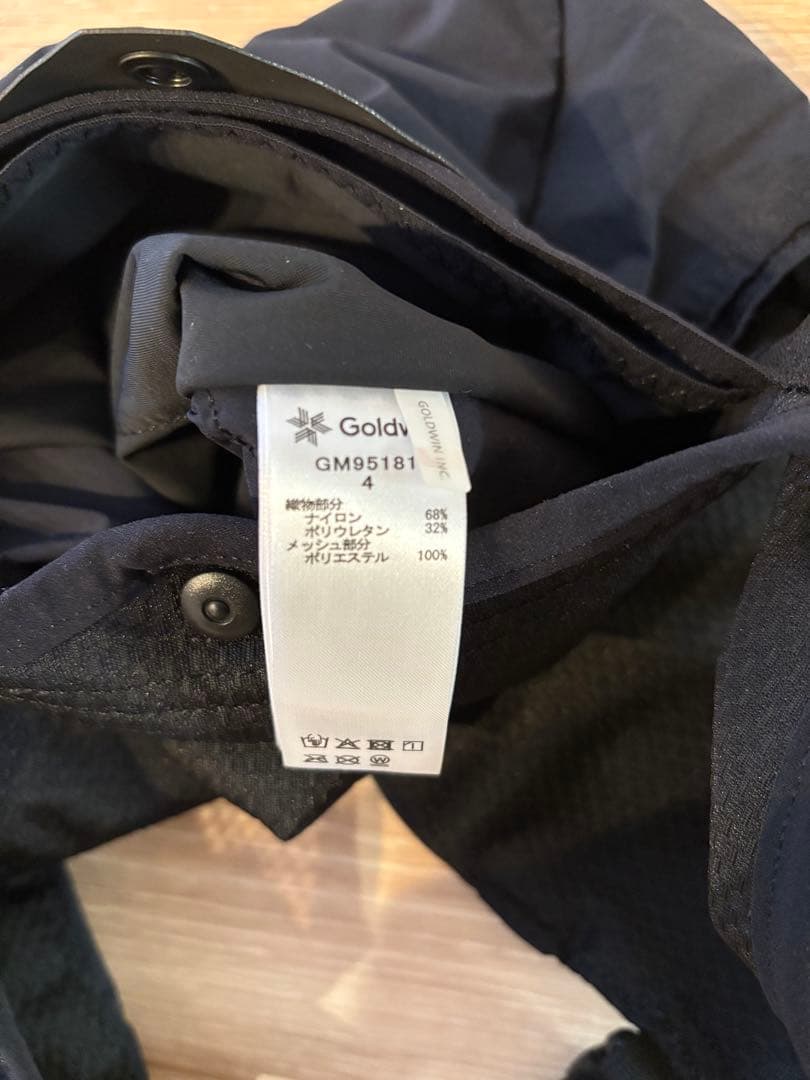 Goldw
GOLDWIN INC
GM95181
4
織物部分
ナイロン 68%
ポリウレタン 32%
メッシュ部分
ポリエステル 100%
W